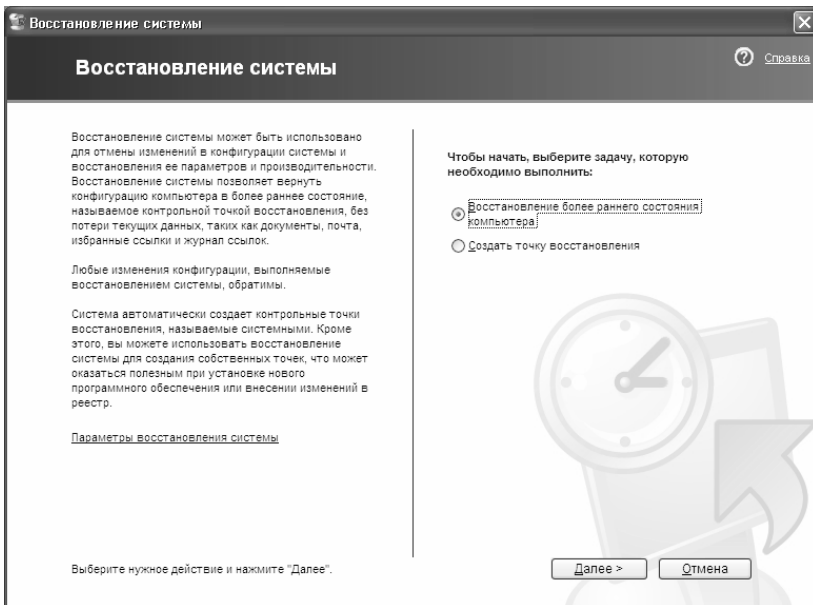 Восстановление системы
Восстановление системы
Справка
Восстановление системы может быть использовано
для отмены изменений в конфигурации системы и
восстановления ее параметров и производительности.
Восстановление системы позволяет вернуть
конфигурацию компьютера в более раннее состояние,
называемое контрольной точкой восстановления, без
потери текущих данных, таких как документы, почта,
избранные ссылки и журнал ссылок.
Любые изменения конфигурации, выполняемые
восстановлением системы, обратимы.
Система автоматически создает контрольные точки
восстановления, называемые системными. Кроме
этого, вы можете использовать восстановление
системы для создания собственных точек, что может
оказаться полезным при установке нового
программного обеспечения или внесении изменений в
реестр.
Параметры восстановления системы
Выберите нужное действие и нажмите "Далее".
Чтобы начать, выберите задачу, которую
необходимо выполнить:
Восстановление более раннего состояния
компьютера
Создать точку восстановления
Далее >
Отмена